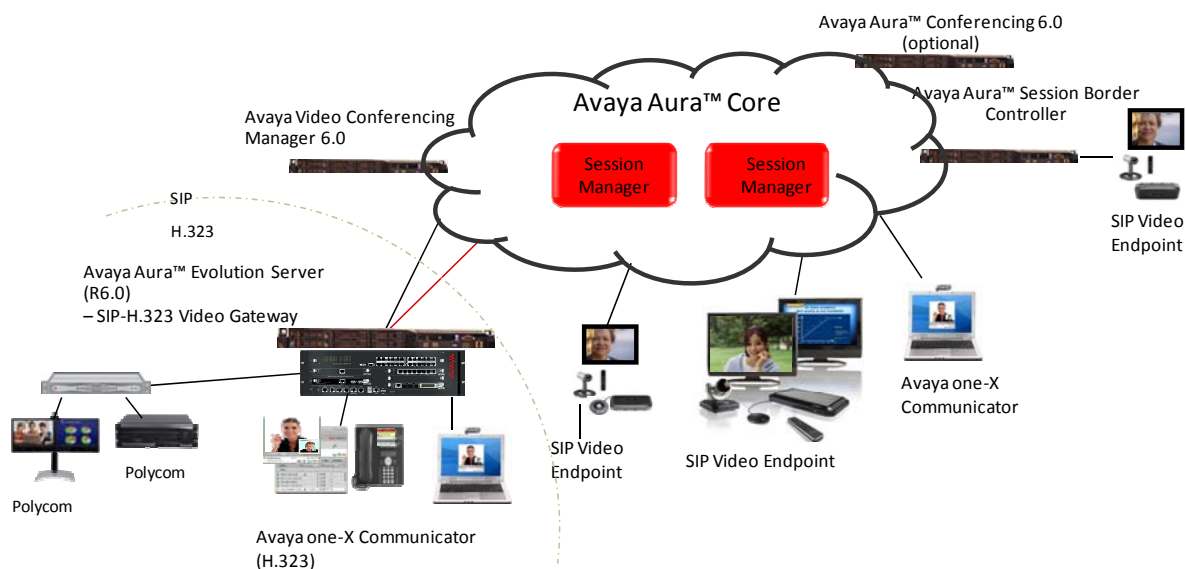 Avaya Aura™ Conferencing 6.0
(optional)
Avaya Aura™ Core
Avaya Aura™ Session Border
Controller
Avaya Video Conferencing
Manager 6.0
Session
Manager
Session
Manager
SIP
H.323
SIP Video
Endpoint
Avaya Aura™ Evolution Server
(R6.0)
– SIP-H.323 Video Gateway
Avaya one-X
Communicator
SIP Video
Endpoint
SIP Video Endpoint
Polycom
Polycom
Avaya one-X Communicator
(H.323)